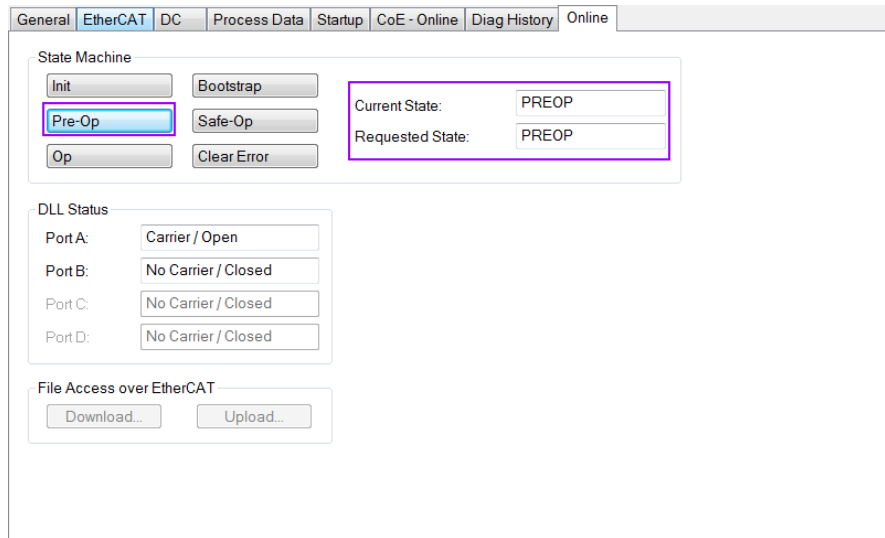 General EtherCAT DC Process Data Startup CoE - Online Diag History Online
State Machine
Init Bootstrap
Current State: PREOP
Pre-Op Safe-Op
Requested State: PREOP
Op Clear Error
DLL Status
Port A: Carrier / Open
Port B: No Carrier / Closed
Port C: No Carrier / Closed
Port D: No Carrier / Closed
File Access over EtherCAT
Download... Upload...